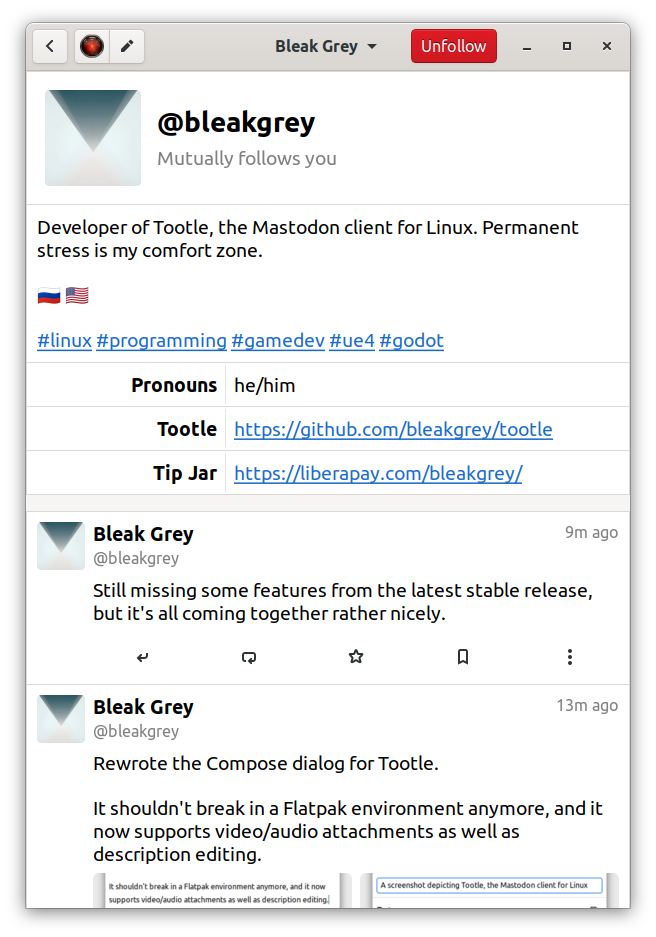 Bleak Grey
Unfollow
@bleakgrey
Mutually follows you
Developer of Tootle, the Mastodon client for Linux. Permanent
stress is my comfort zone.
🇷🇺 🇺🇸
#linux #programming #gamedev #ue4 #godot
Pronouns he/him
Tootle https://github.com/bleakgrey/tootle
Tip Jar https://liberapay.com/bleakgrey/
Bleak Grey 9m ago
@bleakgrey
Still missing some features from the latest stable release,
but it's all coming together rather nicely.
Bleak Grey 13m ago
@bleakgrey
Rewrote the Compose dialog for Tootle.
It shouldn't break in a Flatpak environment anymore, and it
now supports video/audio attachments as well as
description editing.
It shouldn't break in a Flatpak environment anymore, and it now
supports video/audio attachments as well as description editing.
A screenshot depicting Tootle, the Mastodon client for Linux